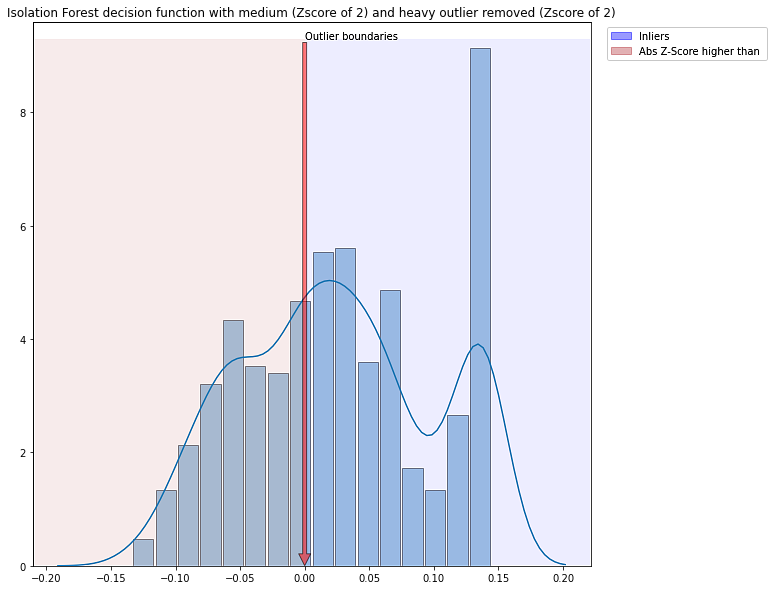 Isolation Forest decision function with medium (Zscore of 2) and heavy outlier removed (Zscore of 2)
Outlier boundaries
Inliers
Abs Z-Score higher than
8
6
4
2
0
−0.20 −0.15 −0.10 −0.05 0.00 0.05 0.10 0.15 0.20